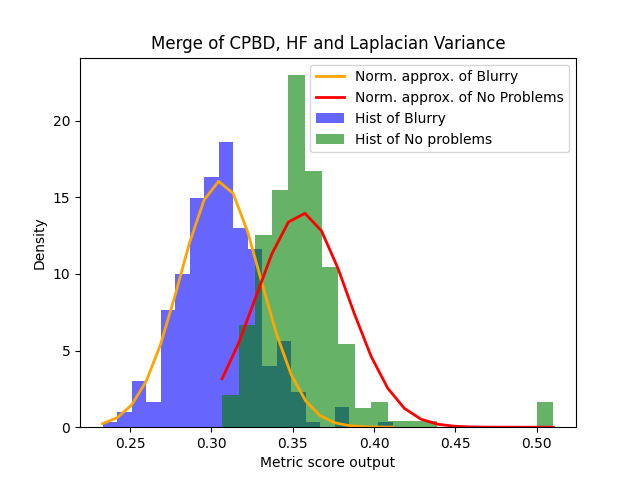 Merge of CPBD, HF and Laplacian Variance
Norm. approx. of Blurry
Norm. approx. of No Problems
Hist of Blurry
Hist of No problems
Density
20
15
10
5
0
0.25 0.30 0.35 0.40 0.45 0.50
Metric score output